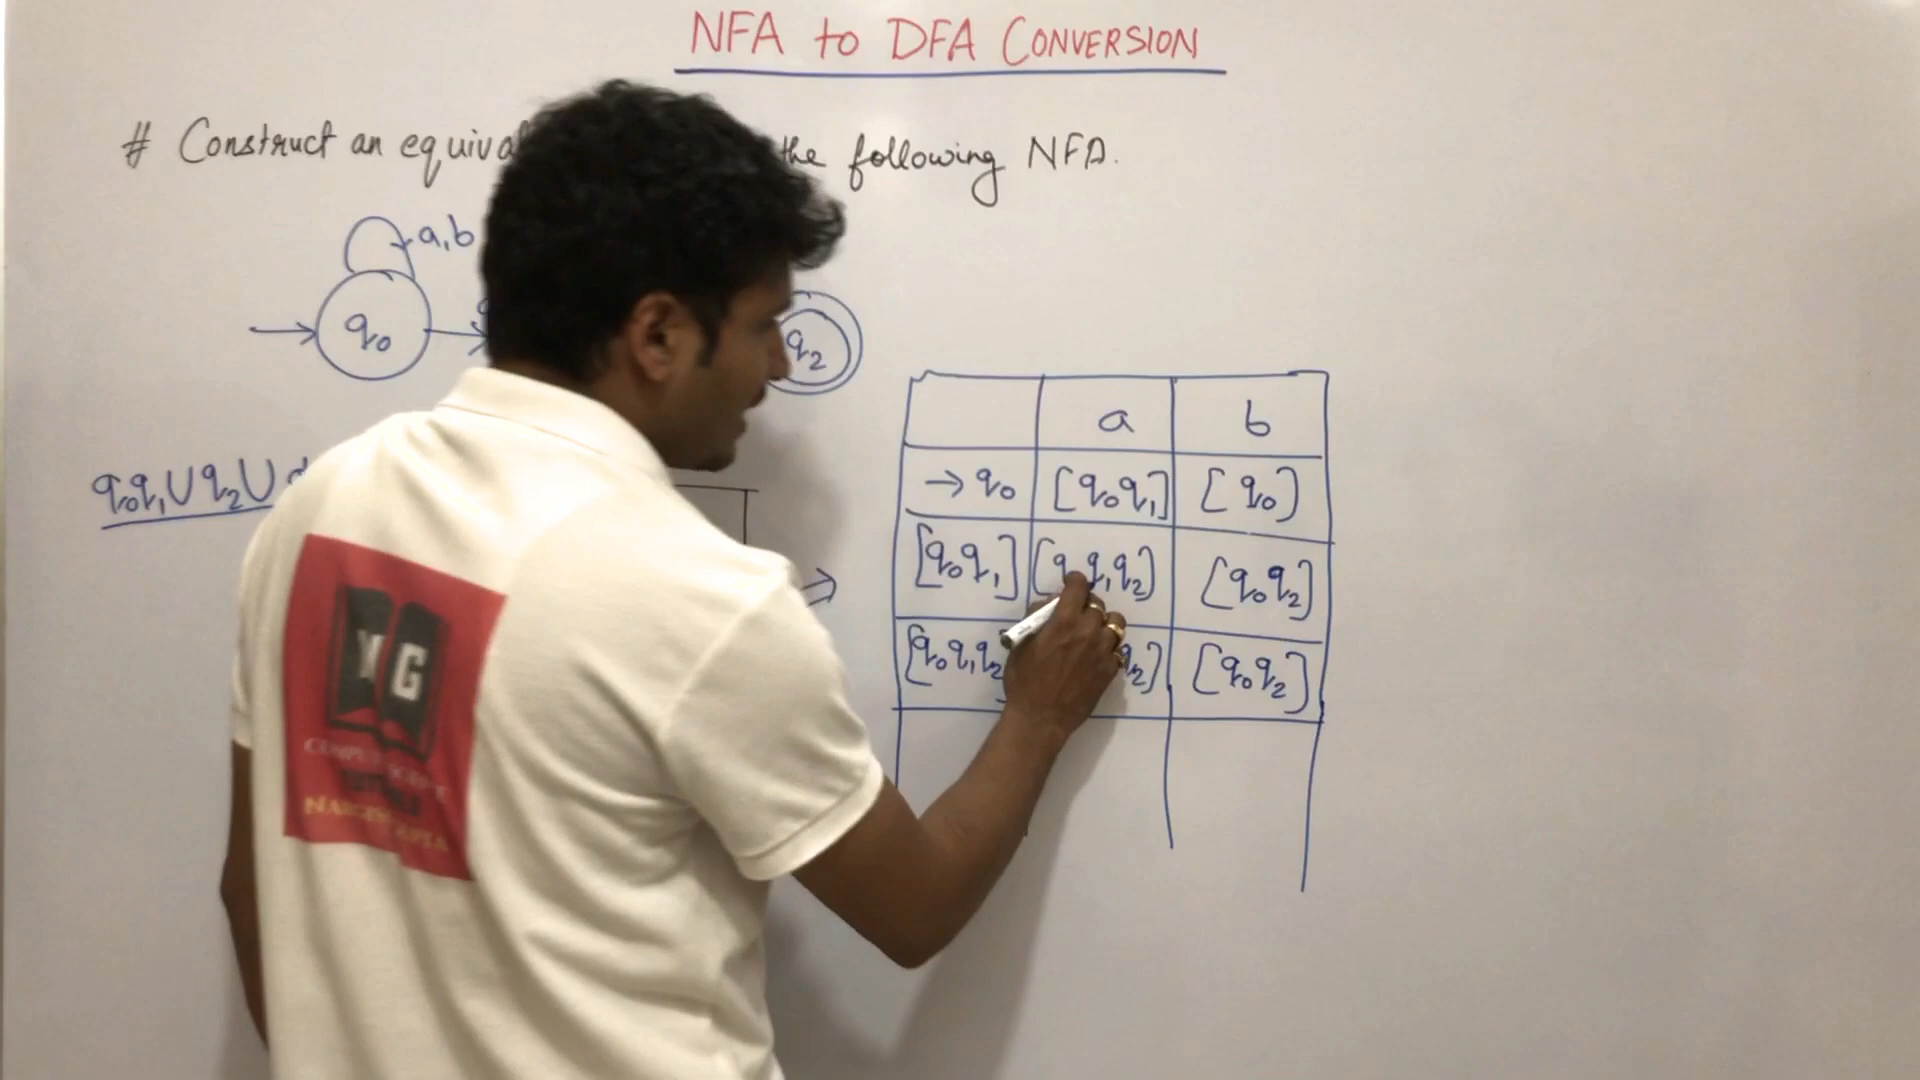 NFA to DFA CONVERSION
# Construct an the following NFA.
a,b
q₀ q₂
a b
q₀q₁∪q₂∪
→ q₀ [q₀q₁] [q₀]
⇒ [q₀q₁] [q₀q₂]
[q₀q₁q₂ q₂] [q₀q₂]